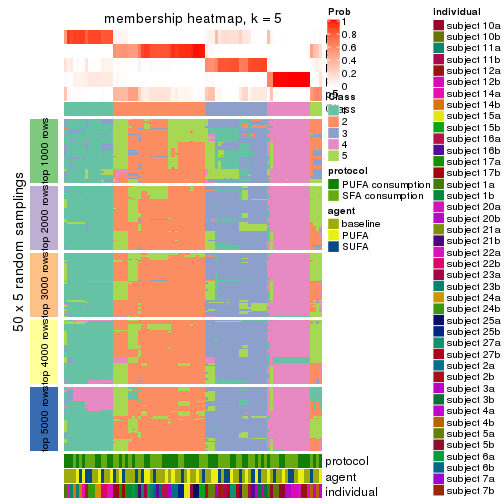 membership heatmap, k = 5
50 x 5 random samplings
top 1000 rows
top 2000 rows
top 3000 rows
top 4000 rows
top 5000 rows
protocol
agent
individual
Prob
1
0.8
0.6
0.4
0.2
0
Class
1
2
3
4
5
protocol
PUFA consumption
SFA consumption
agent
baseline
PUFA
SUFA
individual
subject 10a
subject 10b
subject 11a
subject 11b
subject 12a
subject 12b
subject 14a
subject 14b
subject 15a
subject 15b
subject 16a
subject 16b
subject 17a
subject 17b
subject 1a
subject 1b
subject 20a
subject 20b
subject 21a
subject 21b
subject 22a
subject 22b
subject 23a
subject 23b
subject 24a
subject 24b
subject 25a
subject 25b
subject 27a
subject 27b
subject 2a
subject 2b
subject 3a
subject 3b
subject 4a
subject 4b
subject 5a
subject 5b
subject 6a
subject 6b
subject 7a
subject 7b